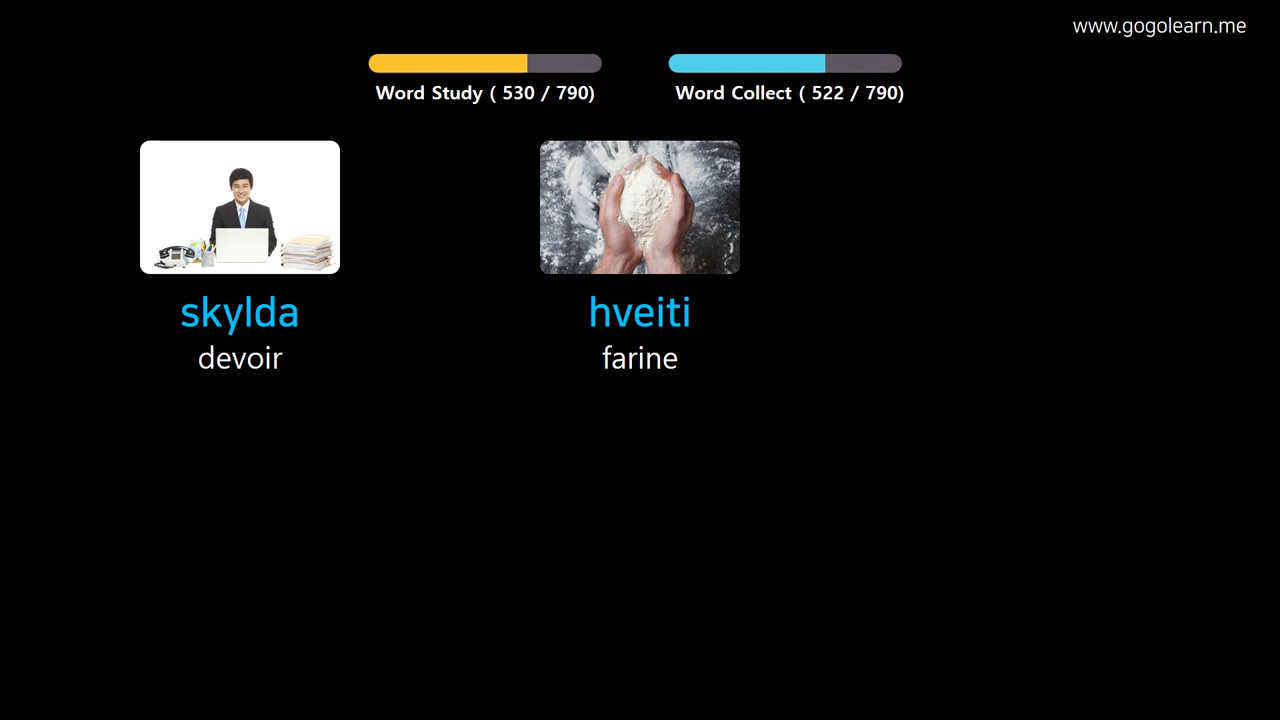 www.gogolearn.me
Word Study ( 530 / 790)
Word Collect ( 522 / 790)
skylda
hveiti
devoir
farine